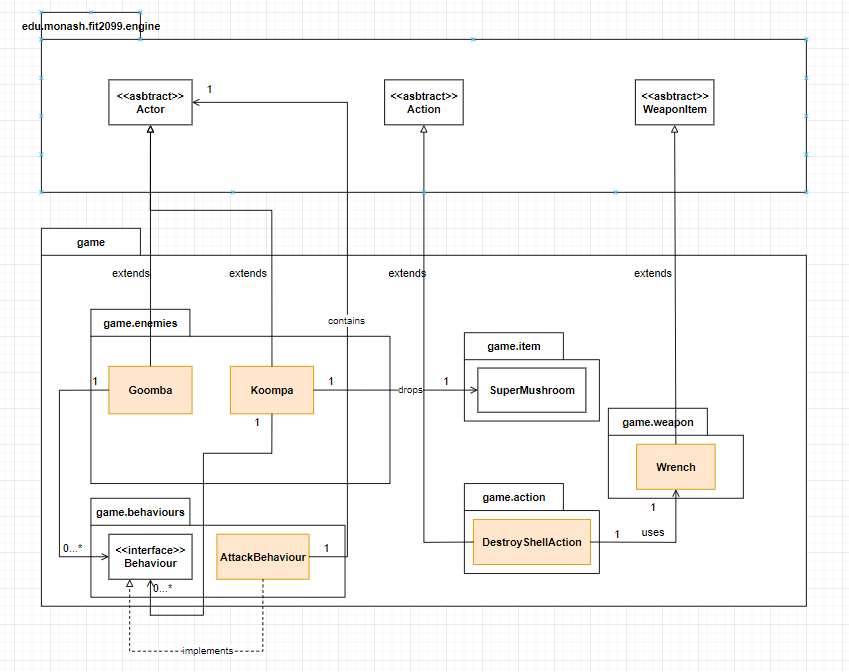 edu.monash.fit2099.engine
<<asbtract>>
Actor
1
<<asbtract>>
Action
<<asbtract>>
WeaponItem
game
extends
extends
extends
extends
game.enemies
contains
game.item
1
Goomba
Koompa
1
drops
1
SuperMushroom
1
game.weapon
Wrench
game.behaviours
game.action
1
<<interface>>
Behaviour
0...*
AttackBehaviour
1
DestroyShellAction
1
uses
0...*
implements